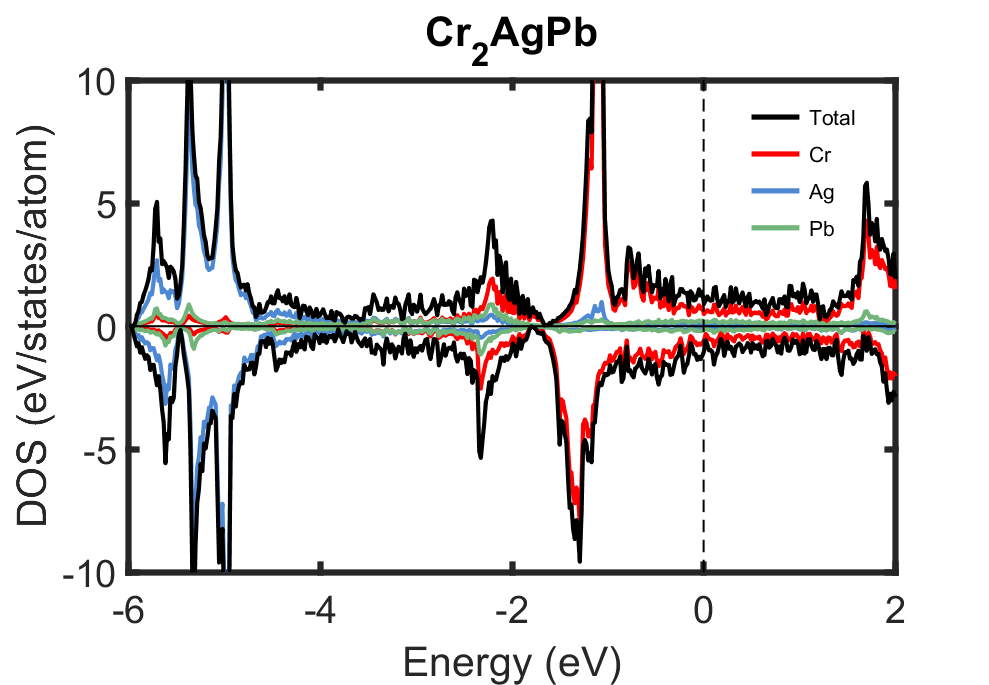 Cr₂AgPb
10
5
0
-5
-10
DOS (eV/states/atom)
Total
Cr
Ag
Pb
-6 -4 -2 0 2
Energy (eV)